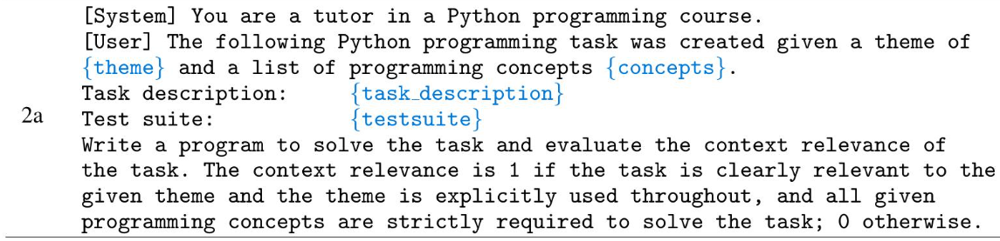 [System] You are a tutor in a Python programming course.
[User] The following Python programming task was created given a theme of
{theme} and a list of programming concepts {concepts}.
Task description: {task_description}
2a
Test suite: {testsuite}
Write a program to solve the task and evaluate the context relevance of
the task. The context relevance is 1 if the task is clearly relevant to the
given theme and the theme is explicitly used throughout, and all given
programming concepts are strictly required to solve the task; 0 otherwise.